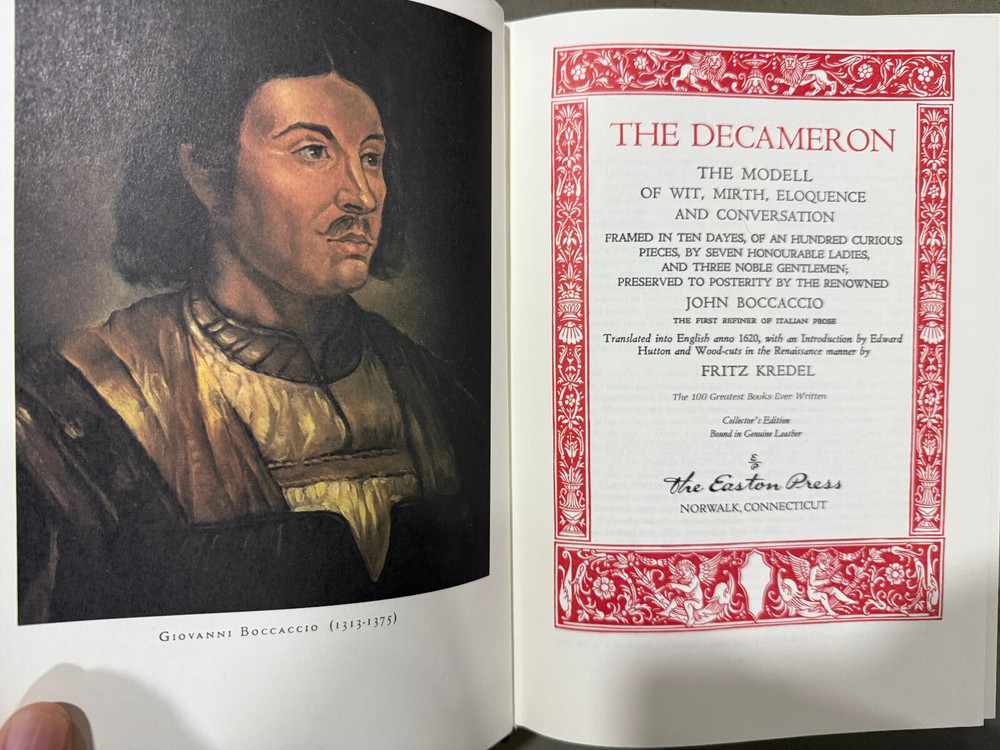 GIOVANNI BOCCACCIO (1313-1375)
THE DECAMERON
THE MODELL
OF WIT, MIRTH, ELOQUENCE
AND CONVERSATION
FRAMED IN TEN DAYES, OF AN HUNDRED CURIOUS
PIECES, BY SEVEN HONOURABLE LADIES,
AND THREE NOBLE GENTLEMEN;
PRESERVED TO POSTERITY BY THE RENOWNED
JOHN BOCCACCIO
THE FIRST REFINER OF ITALIAN PROSE
Translated into English anno 1620, with an Introduction by Edward
Hutton and Wood-cuts in the Renaissance manner by
FRITZ KREDEL
The 100 Greatest Books Ever Written
Collector's Edition
Bound in Genuine Leather
The Easton Press
NORWALK, CONNECTICUT